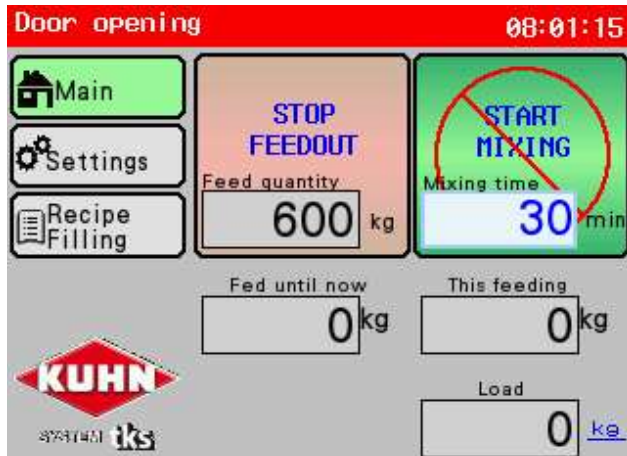 Door opening 08:01:15
Main
Settings
Recipe
Filling
STOP
FEEDOUT
Feed quantity
600 kg
START
MIXING
Mixing time
30 min
Fed until now
0 kg
This feeding
0 kg
Load
0 kg
KUHN
SYSTEM tks